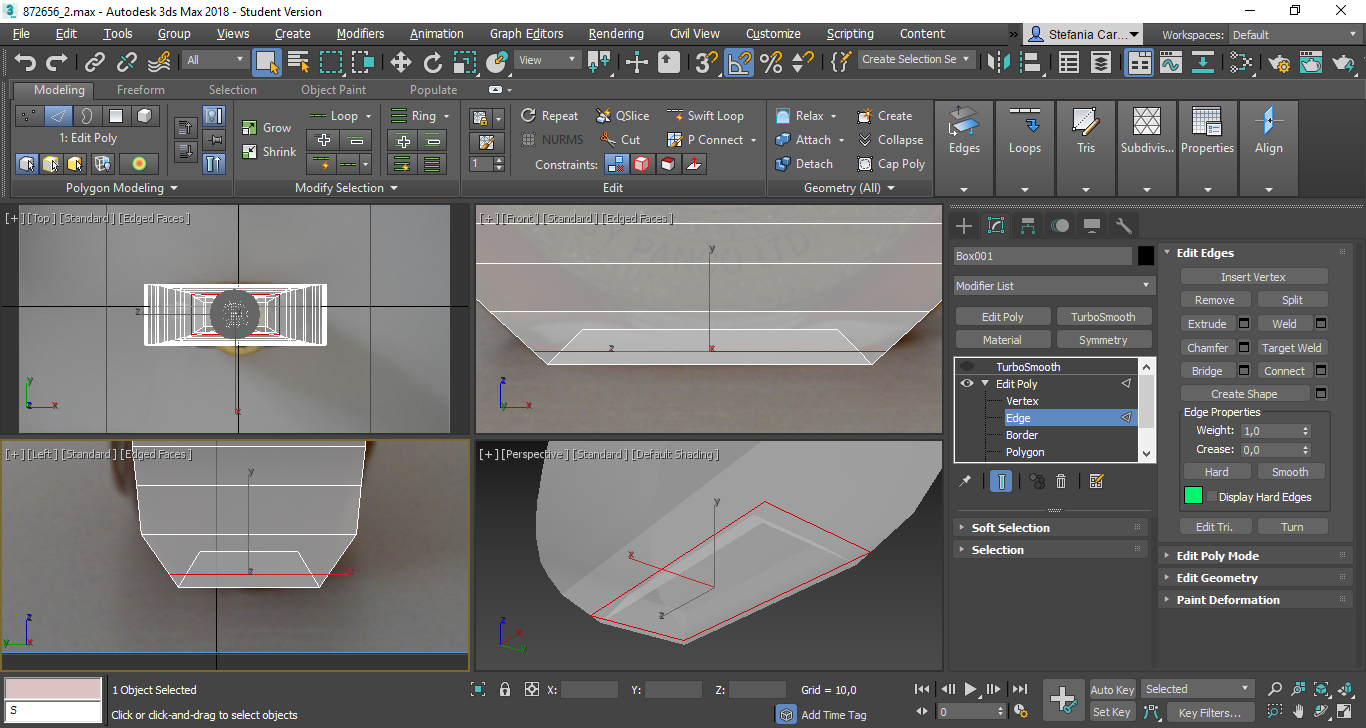 872656_2.max - Autodesk 3ds Max 2018 - Student Version
File Edit Tools Group Views Create Modifiers Animation Graph Editors Rendering Civil View Customize Scripting Content » Stefania Car... Workspaces: Default
All View Create Selection Se
Modeling Freeform Selection Object Paint Populate
1: Edit Poly
Polygon Modeling
Grow
Shrink
Loop Ring
Modify Selection
1
Repeat QSlice Swift Loop
NURMS Cut P Connect
Constraints:
Edit
Relax Create
Attach Collapse
Detach Cap Poly
Geometry (All)
Edges Loops Tris Subdivis... Properties Align
[+] [Top] [Standard] [Edged Faces]
z
x
y
z x
[+] [Front] [Standard] [Edged Faces]
y
z x
z
y x
[+] [Left] [Standard] [Edged Faces]
y
z x
z
y x
[+] [Perspective] [Standard] [Default Shading]
y
x
z
z
x
y
Box001
Modifier List
Edit Poly TurboSmooth
Material Symmetry
TurboSmooth
Edit Poly
Vertex
Edge
Border
Polygon
Soft Selection
Selection
Edit Edges
Insert Vertex
Remove Split
Extrude Weld
Chamfer Target Weld
Bridge Connect
Create Shape
Edge Properties
Weight: 1,0
Crease: 0,0
Hard Smooth
Display Hard Edges
Edit Tri. Turn
Edit Poly Mode
Edit Geometry
Paint Deformation
S
1 Object Selected
Click or click-and-drag to select objects
X: Y: Z: Grid = 10,0
Add Time Tag
0
Auto Key Selected
Set Key Key Filters...